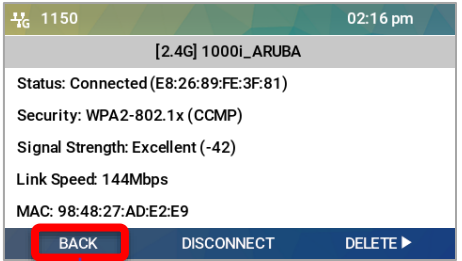 1G 1150 02:16 pm
[2.4G] 1000i_ARUBA
Status: Connected (E8:26:89:FE:3F:81)
Security: WPA2-802.1x (CCMP)
Signal Strength: Excellent (-42)
Link Speed: 144Mbps
MAC: 98:48:27:AD:E2:E9
BACK DISCONNECT DELETE